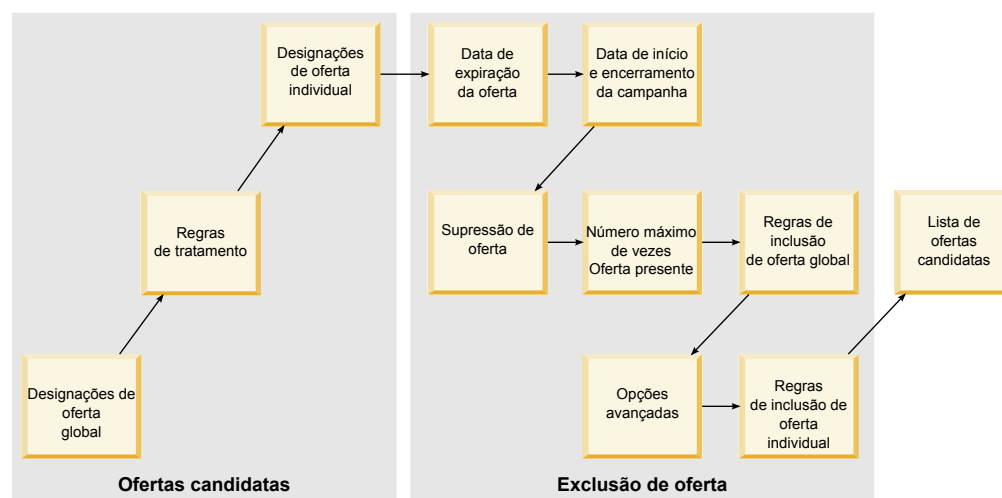 Designações
de oferta
individual
Data de
expiração
da oferta
Data de início
e encerramento
da campanha
Regras
de tratamento
Supressão de
oferta
Número máximo
de vezes
Oferta presente
Regras de
inclusão
de oferta global
Lista de
ofertas
candidatas
Designações de
oferta
global
Opções
avançadas
Regras
de inclusão de
oferta
individual
Ofertas candidatas
Exclusão de oferta